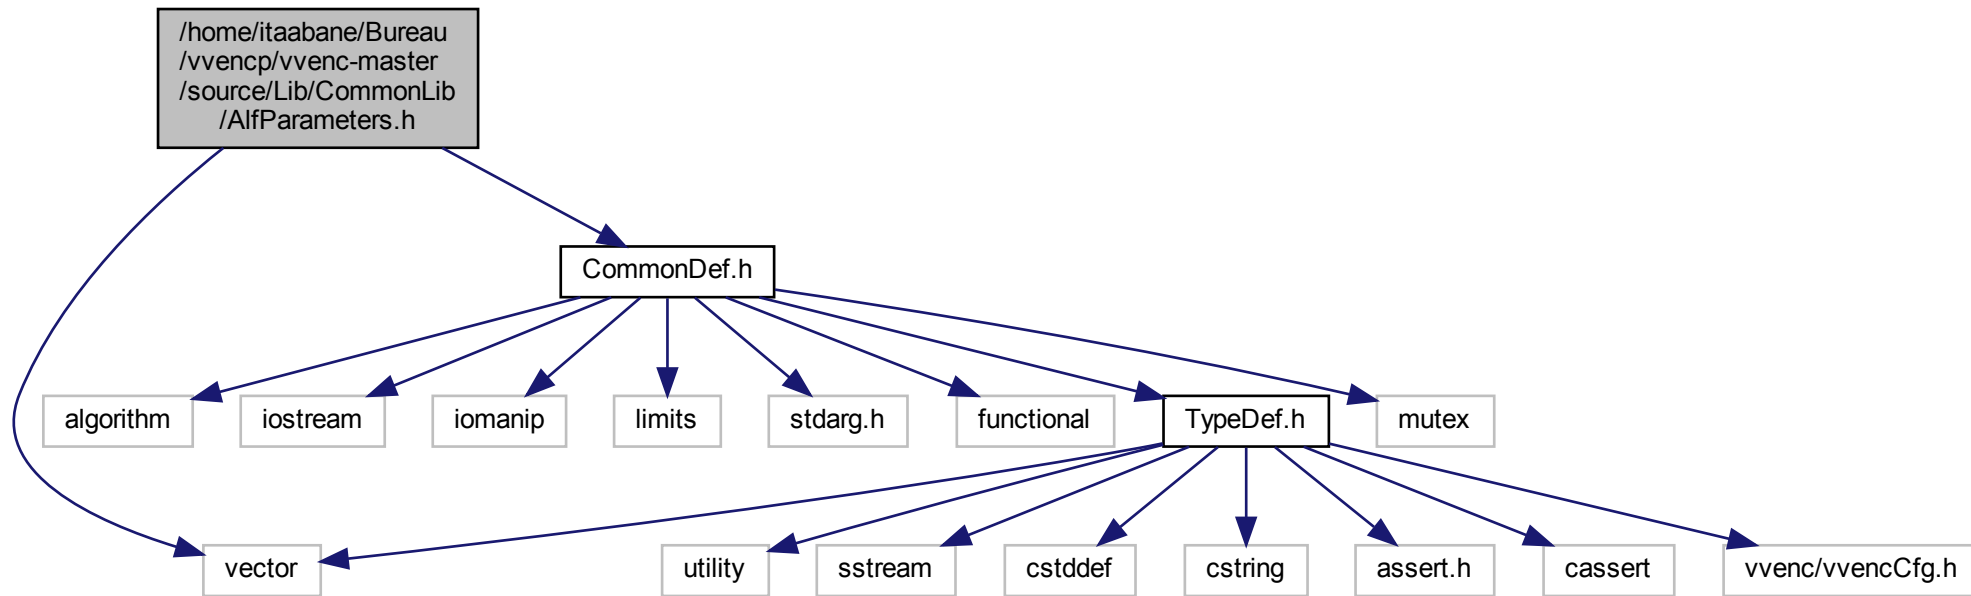 /home/itaabane/Bureau
/vvencp/vvenc-master
/source/Lib/CommonLib
/AlfParameters.h
CommonDef.h
algorithm
iostream
iomanip
limits
stdarg.h
functional
TypeDef.h
mutex
vector
utility
sstream
cstddef
cstring
assert.h
cassert
vvenc/vvencCfg.h